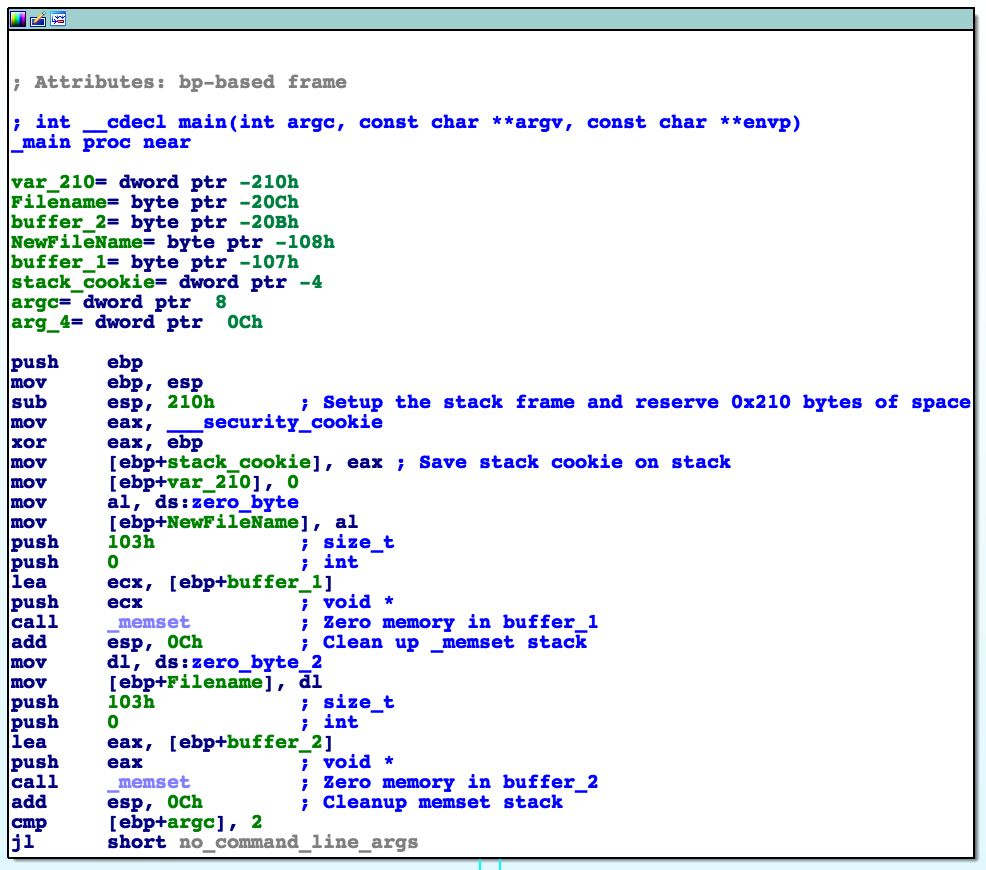 ; Attributes: bp-based frame
; int __cdecl main(int argc, const char **argv, const char **envp)
_main proc near
var_210= dword ptr -210h
Filename= byte ptr -20Ch
buffer_2= byte ptr -20Bh
NewFileName= byte ptr -108h
buffer_1= byte ptr -107h
stack_cookie= dword ptr -4
argc= dword ptr  8
arg_4= dword ptr  0Ch
push    ebp
mov     ebp, esp
sub     esp, 210h       ; Setup the stack frame and reserve 0x210 bytes of space
mov     eax, ___security_cookie
xor     eax, ebp
mov     [ebp+stack_cookie], eax ; Save stack cookie on stack
mov     [ebp+var_210], 0
mov     al, ds:zero_byte
mov     [ebp+NewFileName], al
push    103h            ; size_t
push    0               ; int
lea     ecx, [ebp+buffer_1]
push    ecx             ; void *
call    _memset         ; Zero memory in buffer_1
add     esp, 0Ch        ; Clean up _memset stack
mov     dl, ds:zero_byte_2
mov     [ebp+Filename], dl
push    103h            ; size_t
push    0               ; int
lea     eax, [ebp+buffer_2]
push    eax             ; void *
call    _memset         ; Zero memory in buffer_2
add     esp, 0Ch        ; Cleanup memset stack
cmp     [ebp+argc], 2
jl      short no_command_line_args